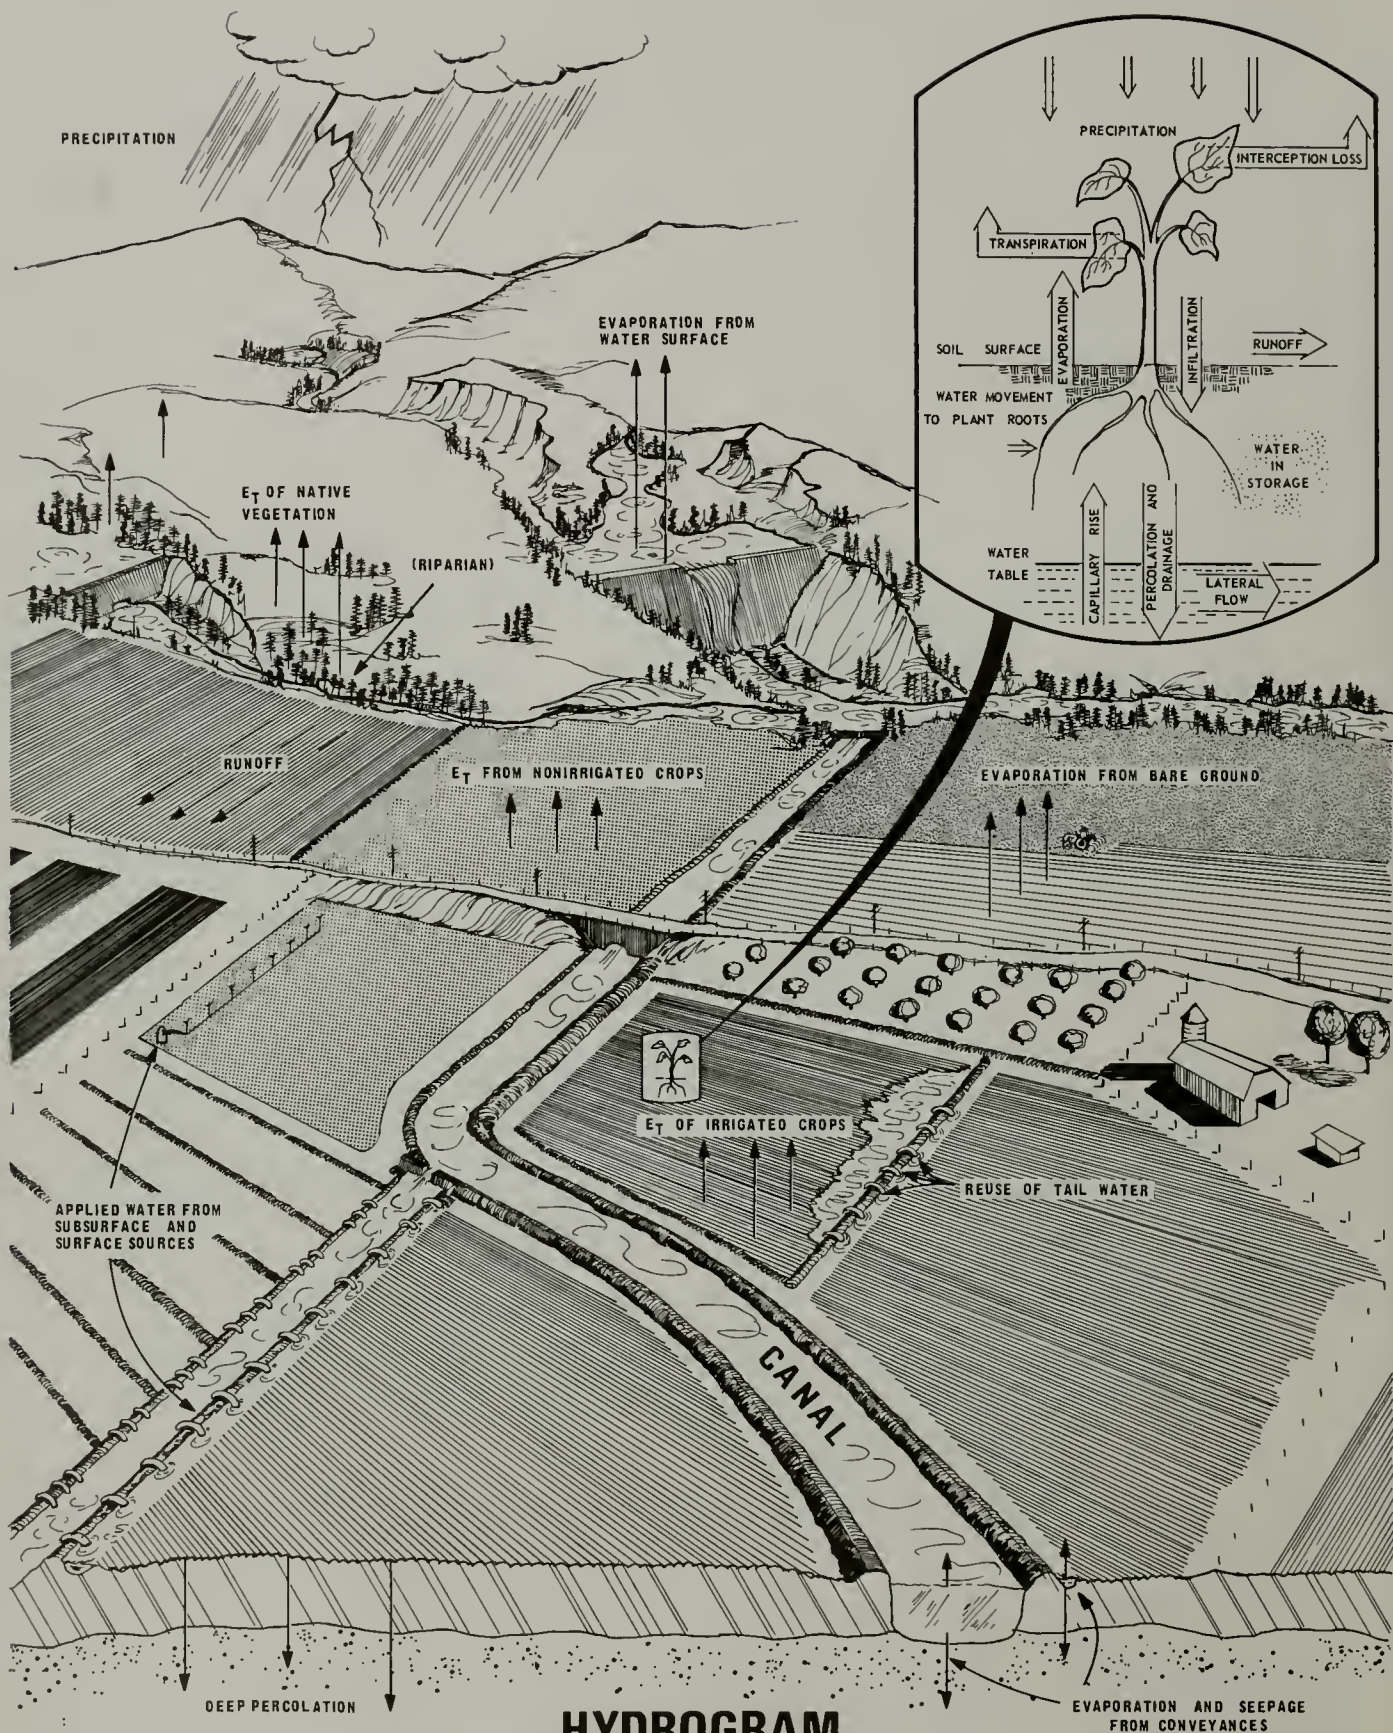 PRECIPITATION
PRECIPITATION
INTERCEPTION LOSS
TRANSPIRATION
EVAPORATION
INFILTRATION
SOIL SURFACE
RUNOFF
WATER MOVEMENT
TO PLANT ROOTS
WATER
IN
STORAGE
CAPILLARY RISE
PERCOLATION AND
DRAINAGE
WATER
TABLE
LATERAL
FLOW
EVAPORATION FROM
WATER SURFACE
ET OF NATIVE
VEGETATION
(RIPARIAN)
RUNOFF
ET FROM NONIRRIGATED CROPS
EVAPORATION FROM BARE GROUND
ET OF IRRIGATED CROPS
REUSE OF TAIL WATER
APPLIED WATER FROM
SUBSURFACE AND
SURFACE SOURCES
CANAL
DEEP PERCOLATION
EVAPORATION AND SEEPAGE
FROM CONVEYANCES
HYDROGRAM